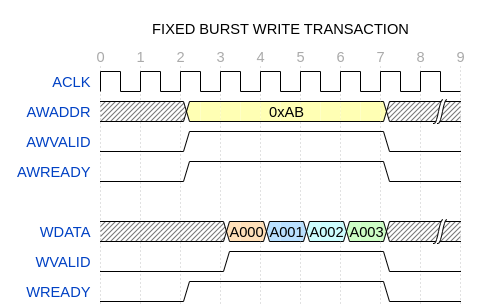 FIXED BURST WRITE TRANSACTION
0 1 2 3 4 5 6 7 8 9
ACLK
AWADDR 0xAB
AWVALID
AWREADY
WDATA A000 A001 A002 A003
WVALID
WREADY